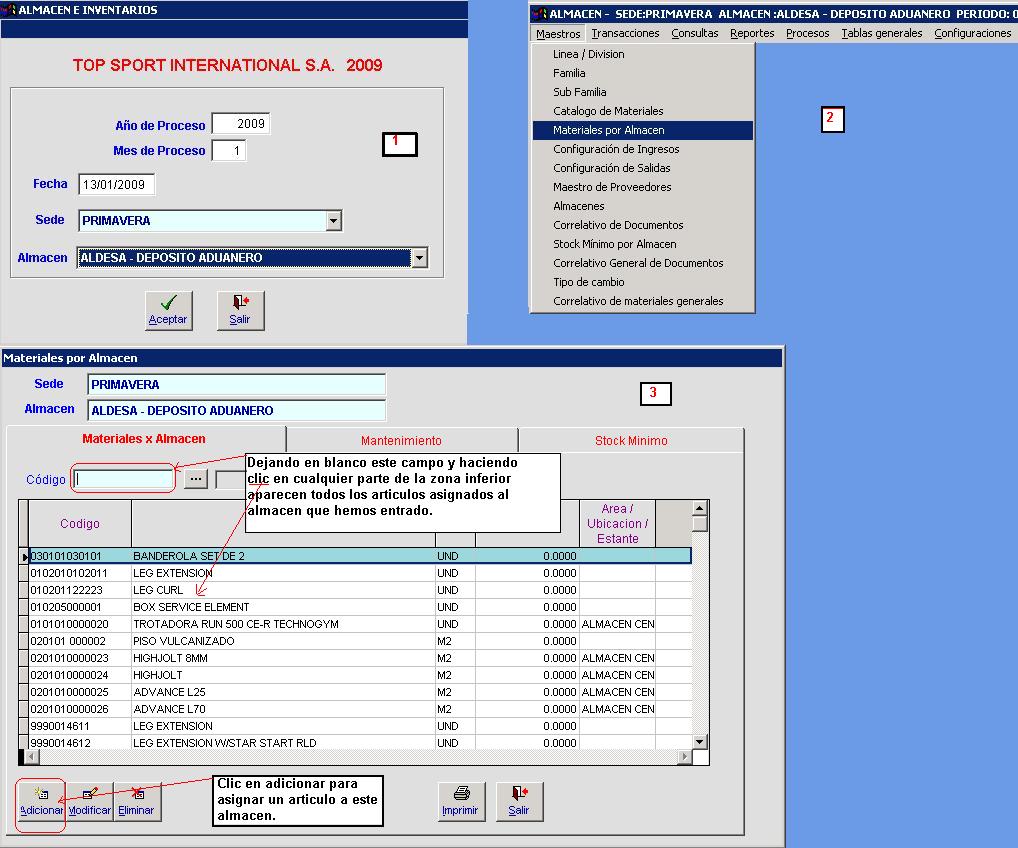 ALMACEN E INVENTARIOS
TOP SPORT INTERNATIONAL S.A. 2009
Año de Proceso 2009
Mes de Proceso 1
1
Fecha 13/01/2009
Sede PRIMAVERA
Almacen ALDESA - DEPOSITO ADUANERO
Aceptar Salir
ALMACEN - SEDE:PRIMAVERA ALMACEN :ALDESA - DEPOSITO ADUANERO PERIODO: 0
Maestros Transacciones Consultas Reportes Procesos Tablas generales Configuraciones
Linea / Division
Familia
Sub Familia
Catalogo de Materiales
Materiales por Almacen
Configuración de Ingresos
Configuración de Salidas
Maestro de Proveedores
Almacenes
Correlativo de Documentos
Stock Mínimo por Almacen
Correlativo General de Documentos
Tipo de cambio
Correlativo de materiales generales
2
Materiales por Almacen
Sede PRIMAVERA
Almacen ALDESA - DEPOSITO ADUANERO
3
Materiales x Almacen Mantenimiento Stock Minimo
Código ...
Dejando en blanco este campo y haciendo
clic en cualquier parte de la zona inferior
aparecen todos los articulos asignados al
almacen que hemos entrado.
Codigo Area /
Ubicacion /
Estante
030101030101 BANDEROLA SET DE 2 UND 0.0000
0102010102011 LEG EXTENSION UND 0.0000
010201122223 LEG CURL UND 0.0000
010205000001 BOX SERVICE ELEMENT UND 0.0000
0101010000020 TROTADORA RUN 500 CE-R TECHNOGYM UND 0.0000 ALMACEN CEN
020101 000002 PISO VULCANIZADO M2 0.0000
0201010000023 HIGHJOLT 8MM M2 0.0000 ALMACEN CEN
0201010000024 HIGHJOLT M2 0.0000 ALMACEN CEN
0201010000025 ADVANCE L25 M2 0.0000 ALMACEN CEN
0201010000026 ADVANCE L70 M2 0.0000 ALMACEN CEN
9990014611 LEG EXTENSION UND 0.0000
9990014612 LEG EXTENSION W/STAR START RLD UND 0.0000
Adicionar Modificar Eliminar
Clic en adicionar para
asignar un articulo a este
almacen.
Imprimir Salir